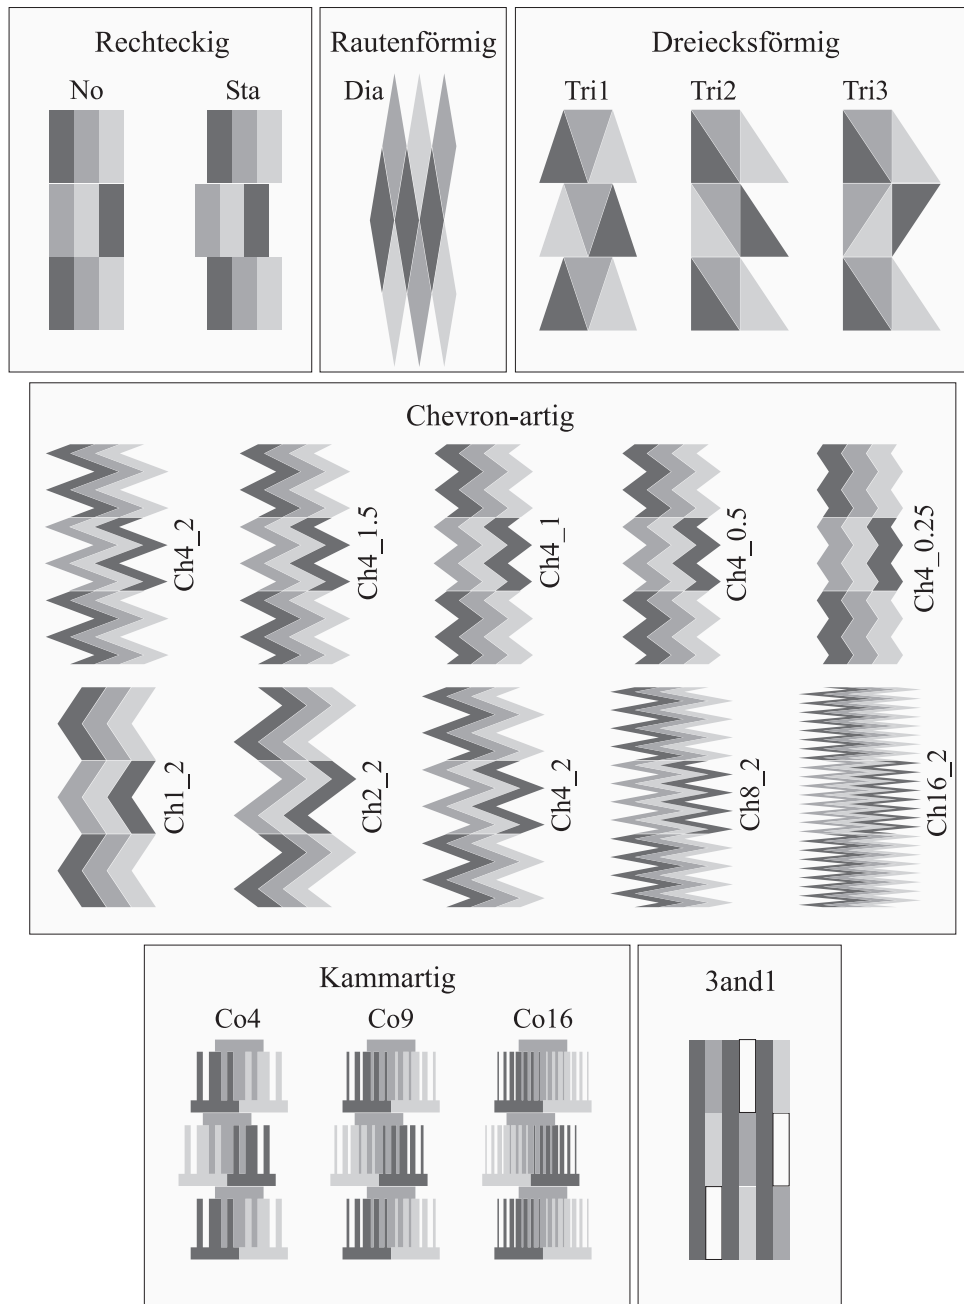 Rechteckig
No Sta
Rautenförmig
Dia
Dreiecksförmig
Tri1 Tri2 Tri3
Chevron-artig
Ch4_2 Ch4_1.5 Ch4_1 Ch4_0.5 Ch4_0.25
Ch1_2 Ch2_2 Ch4_2 Ch8_2 Ch16_2
Kammartig
Co4 Co9 Co16
3and1